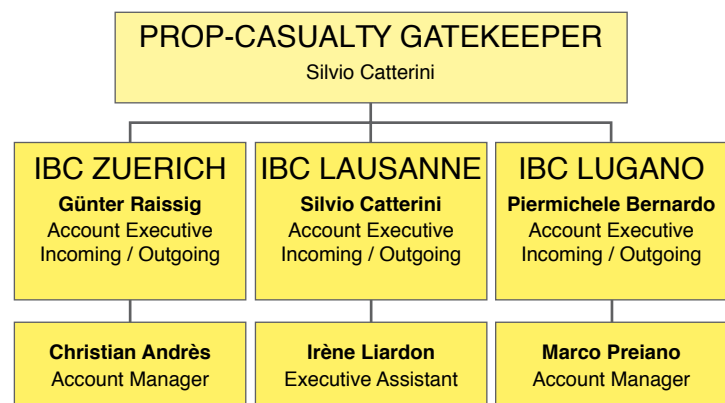 PROP-CASUALTY GATEKEEPER
Silvio Catterini
IBC ZUERICH
Günter Raissig
Account Executive
Incoming / Outgoing
IBC LAUSANNE
Silvio Catterini
Account Executive
Incoming / Outgoing
IBC LUGANO
Piermichele Bernardo
Account Executive
Incoming / Outgoing
Christian Andrès
Account Manager
Irène Liardon
Executive Assistant
Marco Preiano
Account Manager